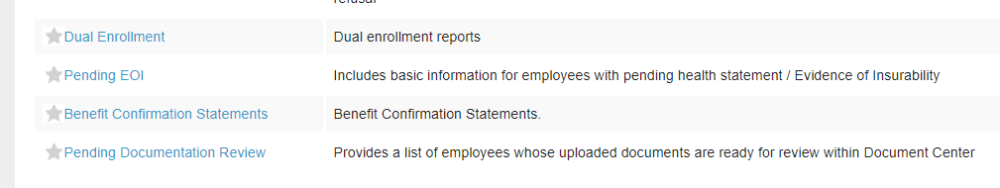 refusal
Dual Enrollment Dual enrollment reports
Pending EOI Includes basic information for employees with pending health statement / Evidence of Insurability
Benefit Confirmation Statements Benefit Confirmation Statements.
Pending Documentation Review Provides a list of employees whose uploaded documents are ready for review within Document Center